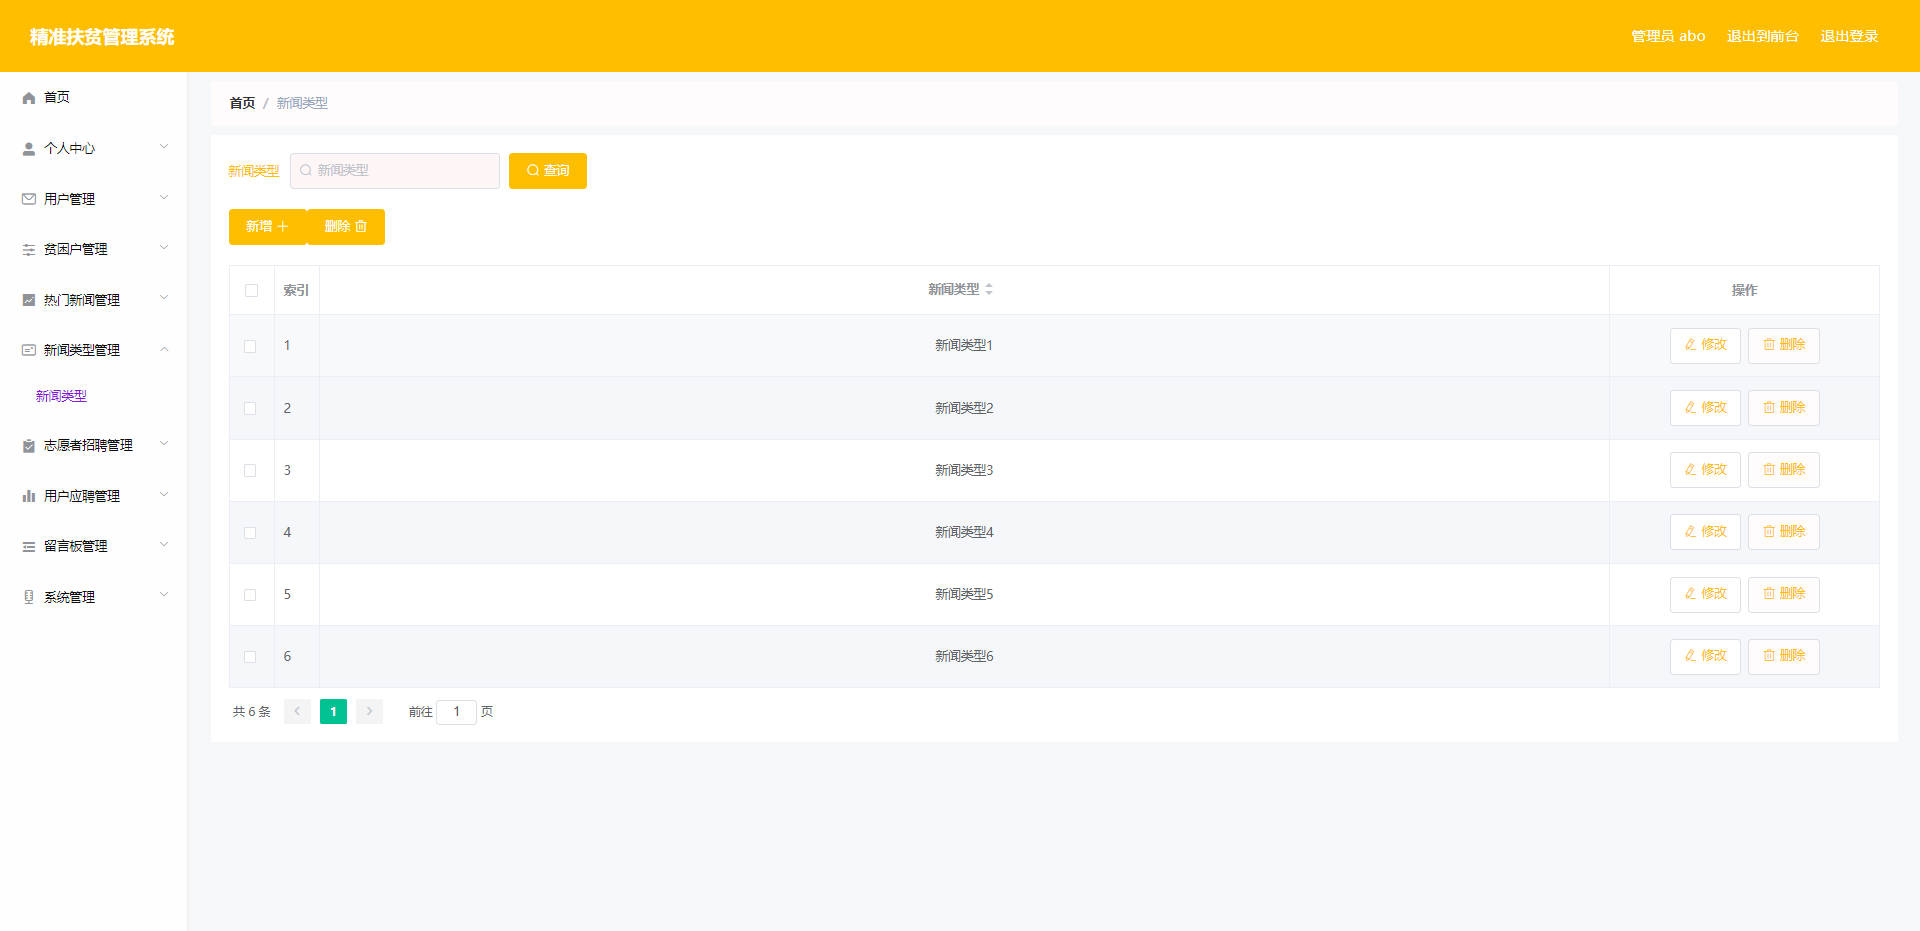 精准扶贫管理系统
管理员 abo 退出到前台 退出登录
首页
个人中心
用户管理
贫困户管理
热门新闻管理
新闻类型管理
新闻类型
志愿者招聘管理
用户应聘管理
留言板管理
系统管理
首页 / 新闻类型
新闻类型 新闻类型 查询
新增 删除
索引 新闻类型 操作
1 新闻类型1 修改 删除
2 新闻类型2 修改 删除
3 新闻类型3 修改 删除
4 新闻类型4 修改 删除
5 新闻类型5 修改 删除
6 新闻类型6 修改 删除
共 6 条 1 前往 1 页